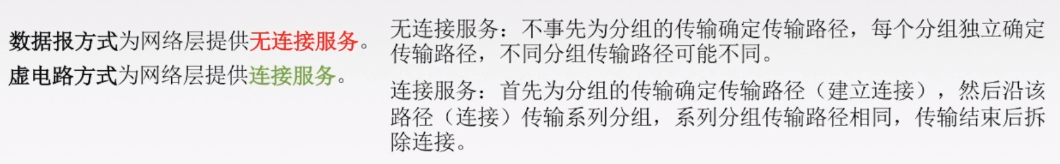 数据报方式为网络层提供无连接服务。
虚电路方式为网络层提供连接服务。
无连接服务：不事先为分组的传输确定传输路径，每个分组独立确定
传输路径，不同分组传输路径可能不同。
连接服务：首先为分组的传输确定传输路径（建立连接），然后沿该
路径（连接）传输系列分组，系列分组传输路径相同，传输结束后拆
除连接。